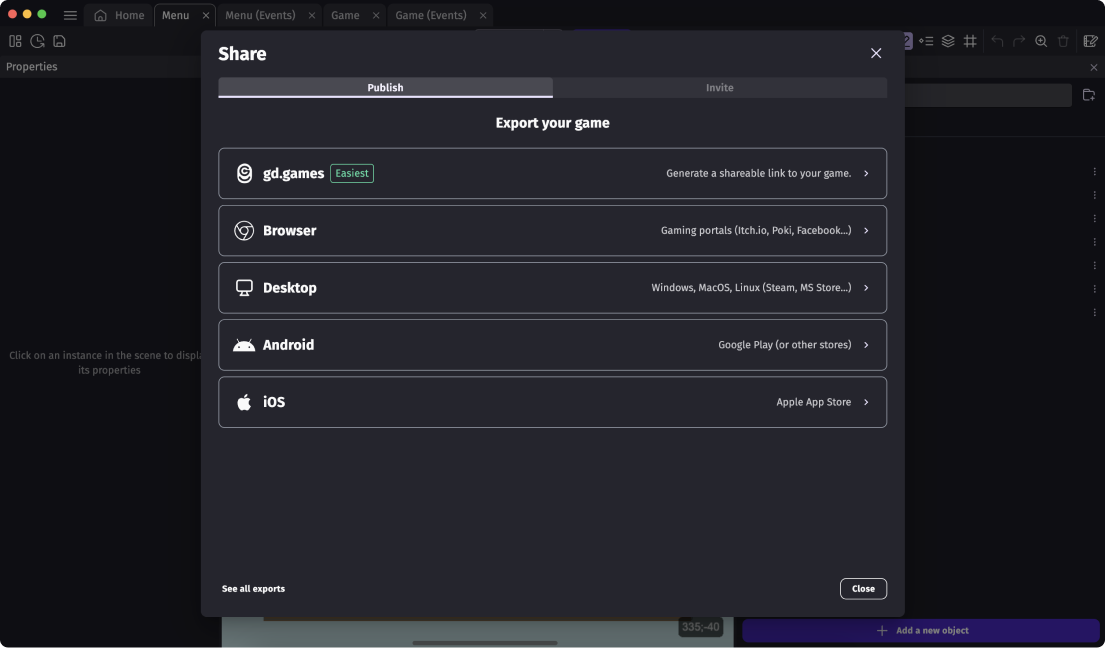 Home
Menu
Menu (Events)
Game
Game (Events)
Properties
Share
Publish
Invite
Export your game
gd.games
Easiest
Generate a shareable link to your game.
Browser
Gaming portals (Itch.io, Poki, Facebook...)
Desktop
Windows, MacOS, Linux (Steam, MS Store...)
Click on an instance in the scene to displa
its properties
Android
Google Play (or other stores)
iOS
Apple App Store
See all exports
Close
335;-40
Add a new object